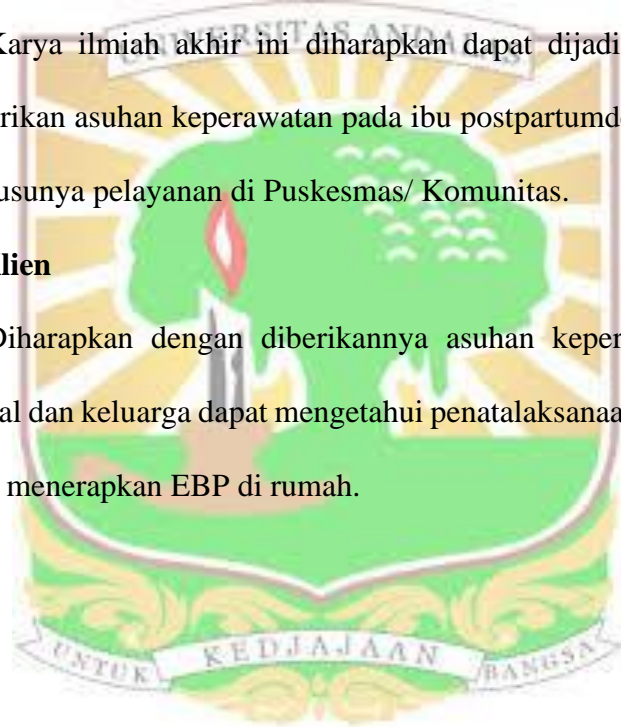 UNIVERSITAS ANDALAS
Karya ilmiah akhir ini diharapkan dapat dijadi
rikan asuhan keperawatan pada ibu postpartumde
usunya pelayanan di Puskesmas/ Komunitas.
lien
Diharapkan dengan diberikannya asuhan keper
al dan keluarga dapat mengetahui penatalaksanaa
menerapkan EBP di rumah.
UNTUK KEDJAJAAN BANGSA